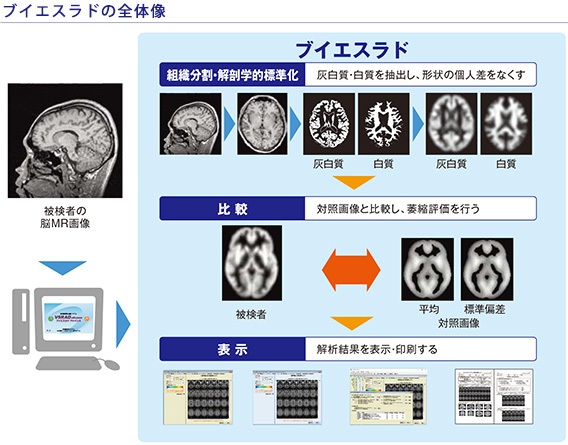 ブイエスラドの全体像
ブイエスラド
組織分割・解剖学的標準化
灰白質・白質を抽出し、形状の個人差をなくす
灰白質
白質
灰白質
白質
被検者の
脳MR画像
比較
対照画像と比較し、萎縮評価を行う
被検者
平均
標準偏差
対照画像
VSRAD advance
表示
解析結果を表示・印刷する